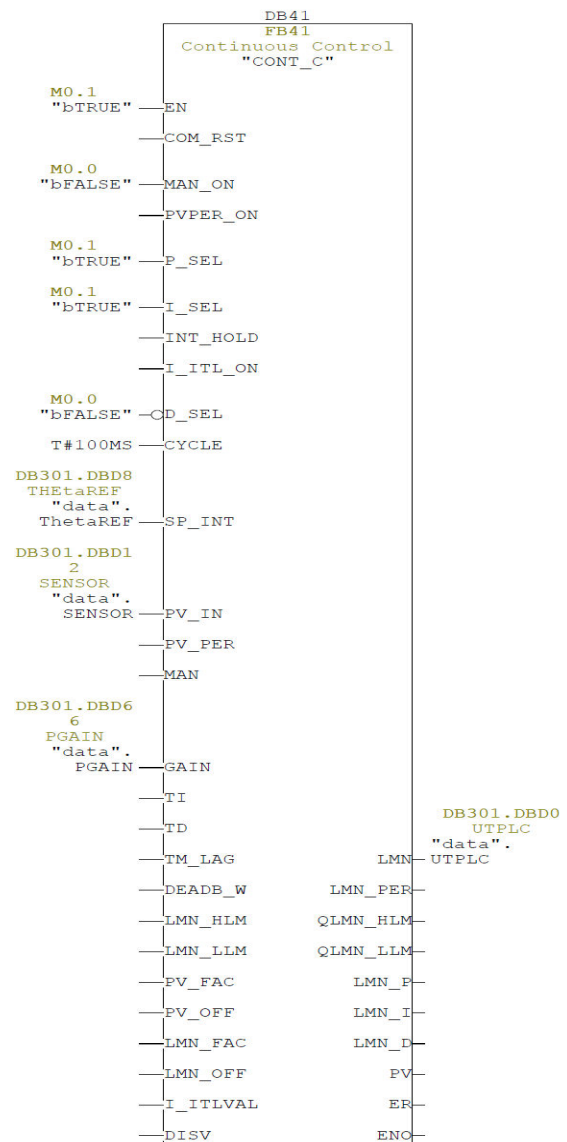 DB41
FB41
Continuous Control
"CONT_C"
M0.1
"bTRUE" EN
COM_RST
M0.0
"bFALSE" MAN_ON
PVPER_ON
M0.1
"bTRUE" P_SEL
M0.1
"bTRUE" I_SEL
INT_HOLD
I_ITL_ON
M0.0
"bFALSE" D_SEL
T#100MS CYCLE
DB301.DBD8
THEtaREF
"data".
ThetaREF SP_INT
DB301.DBD1
2
SENSOR
"data".
SENSOR PV_IN
PV_PER
MAN
DB301.DBD6
6
PGAIN
"data".
PGAIN GAIN
TI
TD
DB301.DBD0
UTPLC
"data".
TM_LAG LMN UTPLC
DEADB_W LMN_PER
LMN_HLM QLMN_HLM
LMN_LLM QLMN_LLM
PV_FAC LMN_P
PV_OFF LMN_I
LMN_FAC LMN_D
LMN_OFF PV
I_ITLVAL ER
DISV ENO